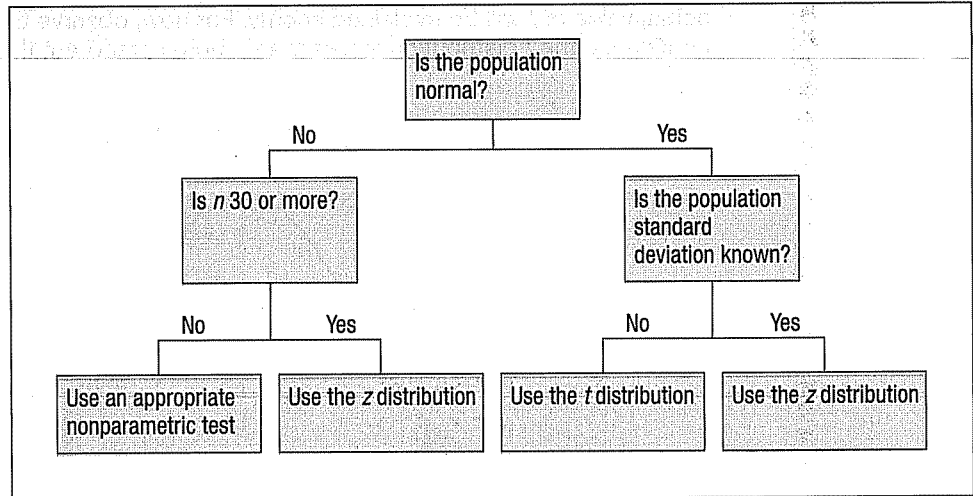 Is the population
normal?
No
Yes
Is n 30 or more?
Is the population
standard
deviation known?
No
Yes
No
Yes
Use an appropriate
nonparametric test
Use the z distribution
Use the t distribution
Use the z distribution